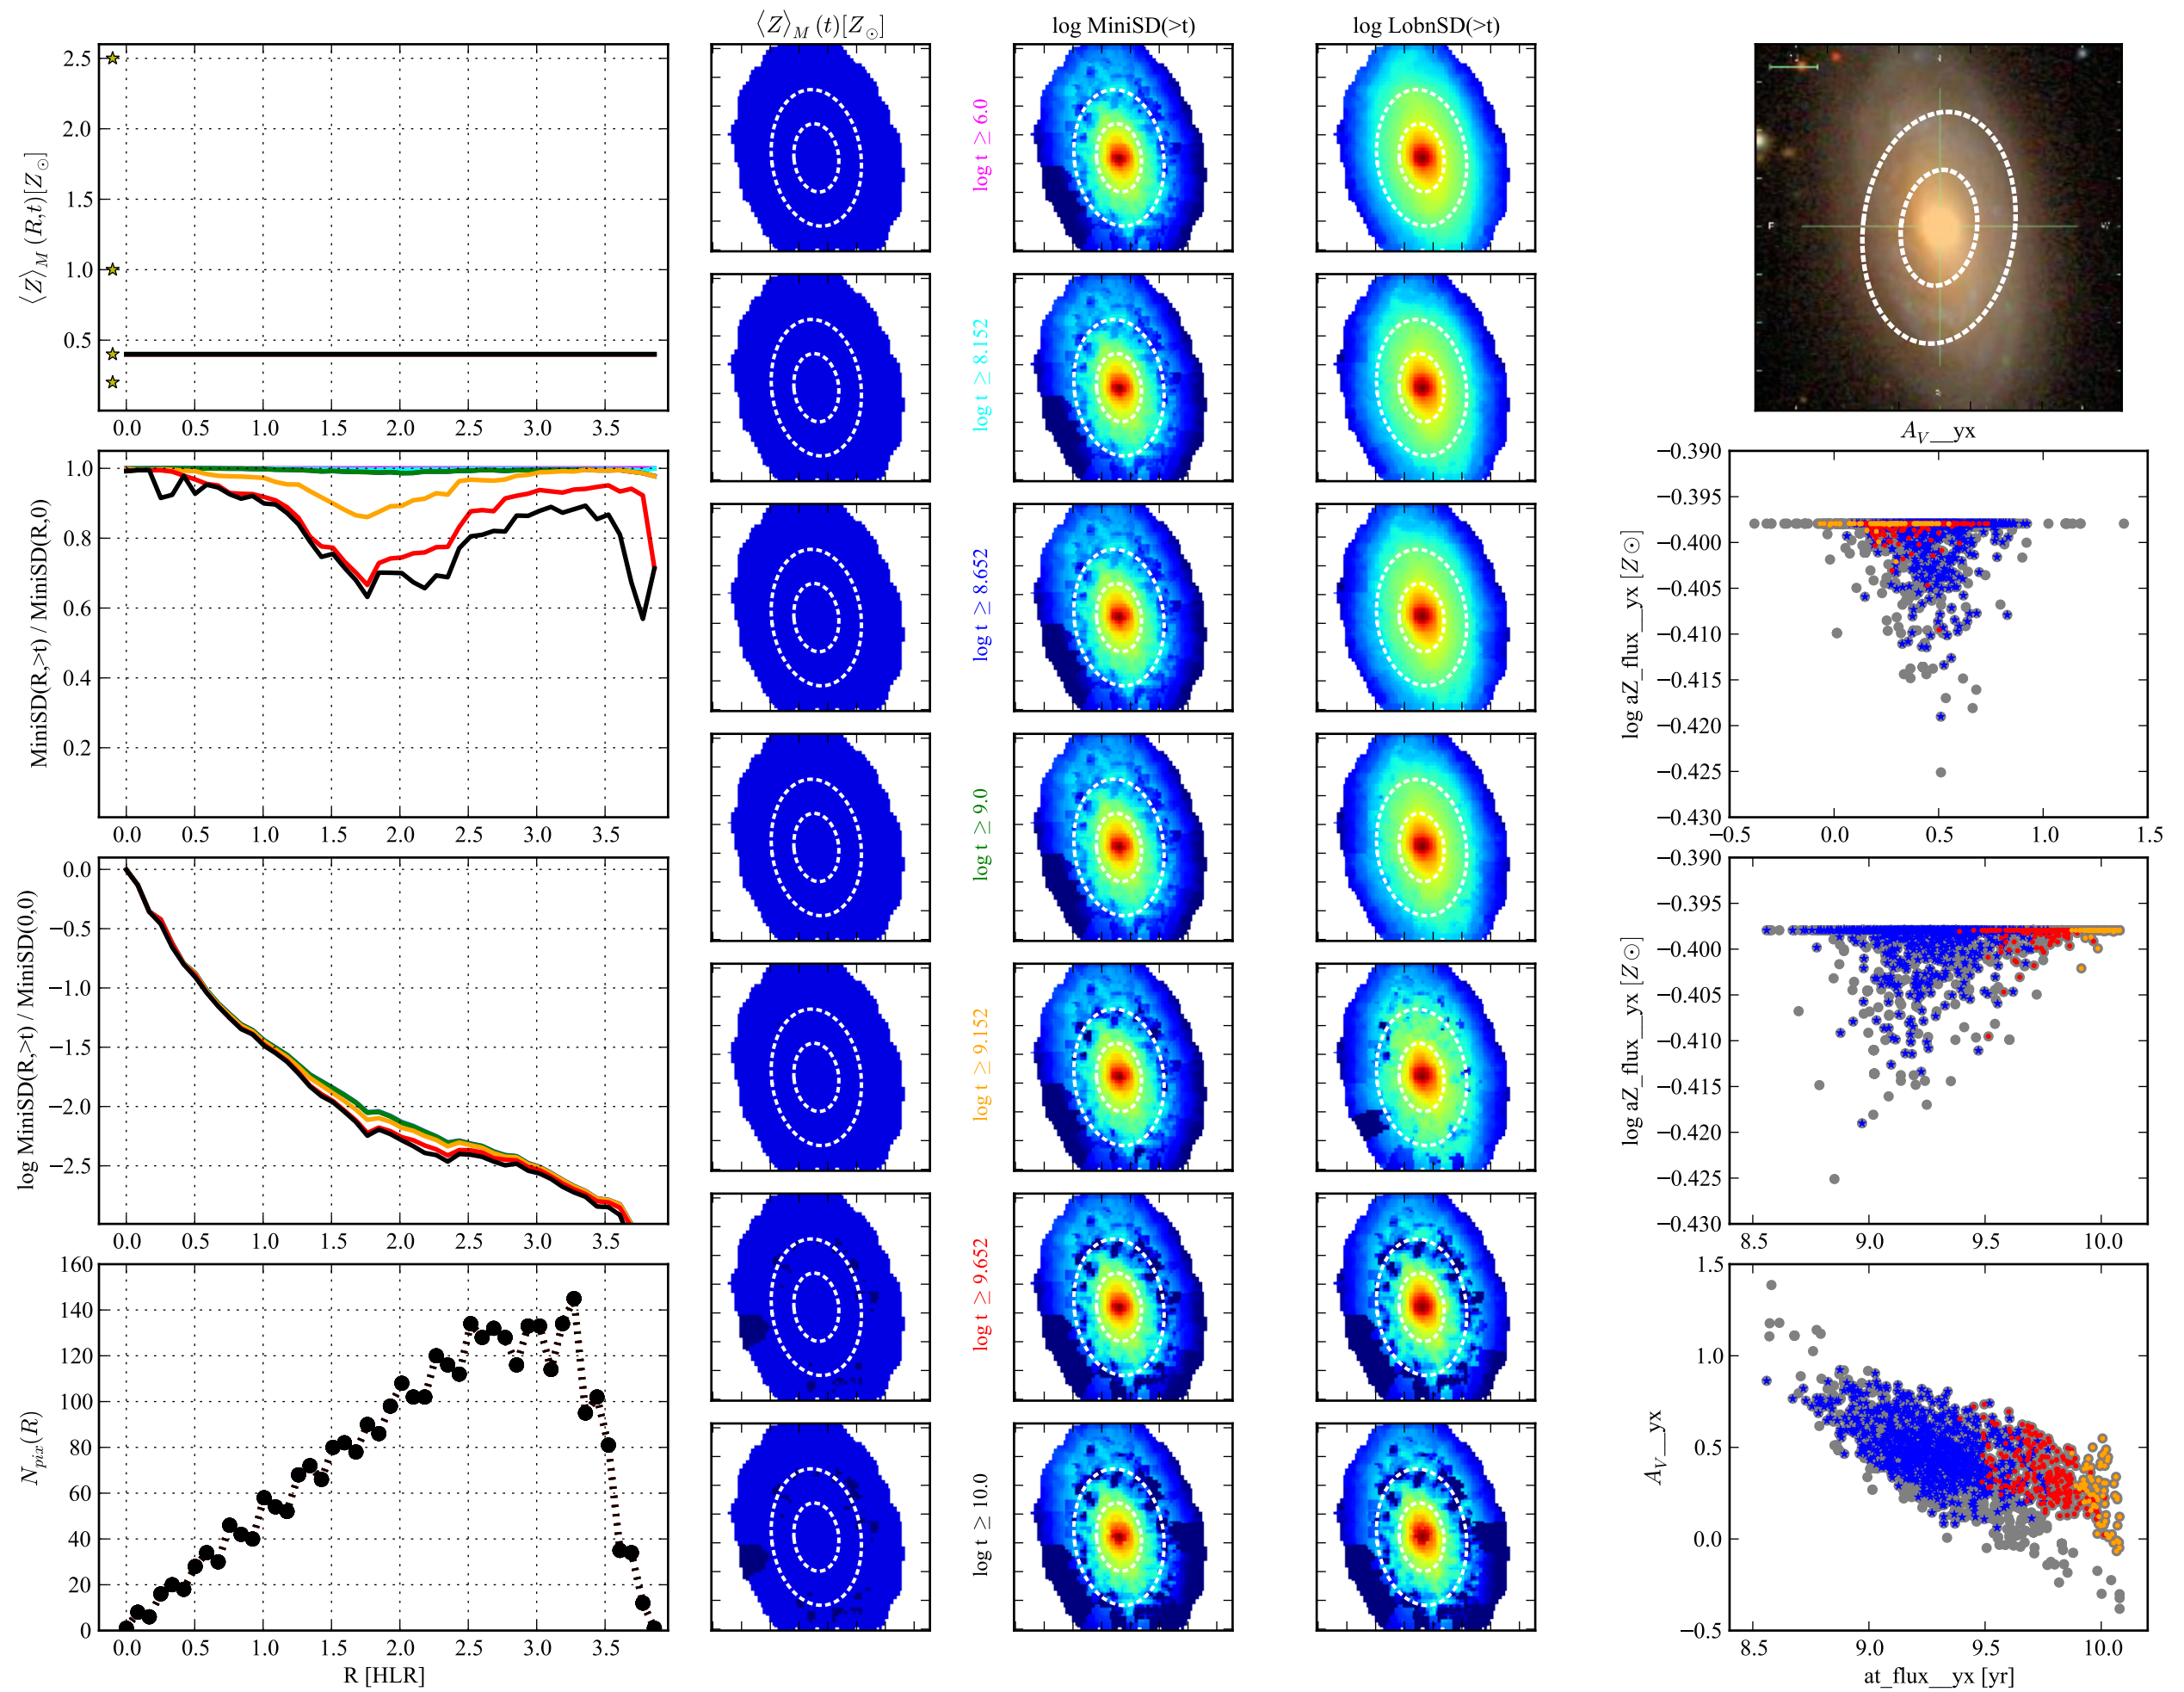 ⟨Z⟩_M (t)[Z_⊙]
log MiniSD(>t)
log LobnSD(>t)
⟨Z⟩_M (R,t)[Z_⊙]
2.5
2.0
1.5
1.0
0.5
0.0 0.5 1.0 1.5 2.0 2.5 3.0 3.5
MiniSD(R,>t) / MiniSD(R,0)
1.0
0.8
0.6
0.4
0.2
0.0 0.5 1.0 1.5 2.0 2.5 3.0 3.5
log MiniSD(R,>t) / MiniSD(0,0)
0.0
−0.5
−1.0
−1.5
−2.0
−2.5
0.0 0.5 1.0 1.5 2.0 2.5 3.0 3.5
N_pix(R)
160
140
120
100
80
60
40
20
0
0.0 0.5 1.0 1.5 2.0 2.5 3.0 3.5
R [HLR]
log t ≥ 6.0
log t ≥ 8.152
log t ≥ 8.652
log t ≥ 9.0
log t ≥ 9.152
log t ≥ 9.652
log t ≥ 10.0
A_V__yx
log aZ_flux__yx [Z⊙]
−0.390
−0.395
−0.400
−0.405
−0.410
−0.415
−0.420
−0.425
−0.430
−0.5 0.0 0.5 1.0 1.5
log aZ_flux__yx [Z⊙]
−0.390
−0.395
−0.400
−0.405
−0.410
−0.415
−0.420
−0.425
−0.430
8.5 9.0 9.5 10.0
A_V__yx
1.5
1.0
0.5
0.0
−0.5
8.5 9.0 9.5 10.0
at_flux__yx [yr]